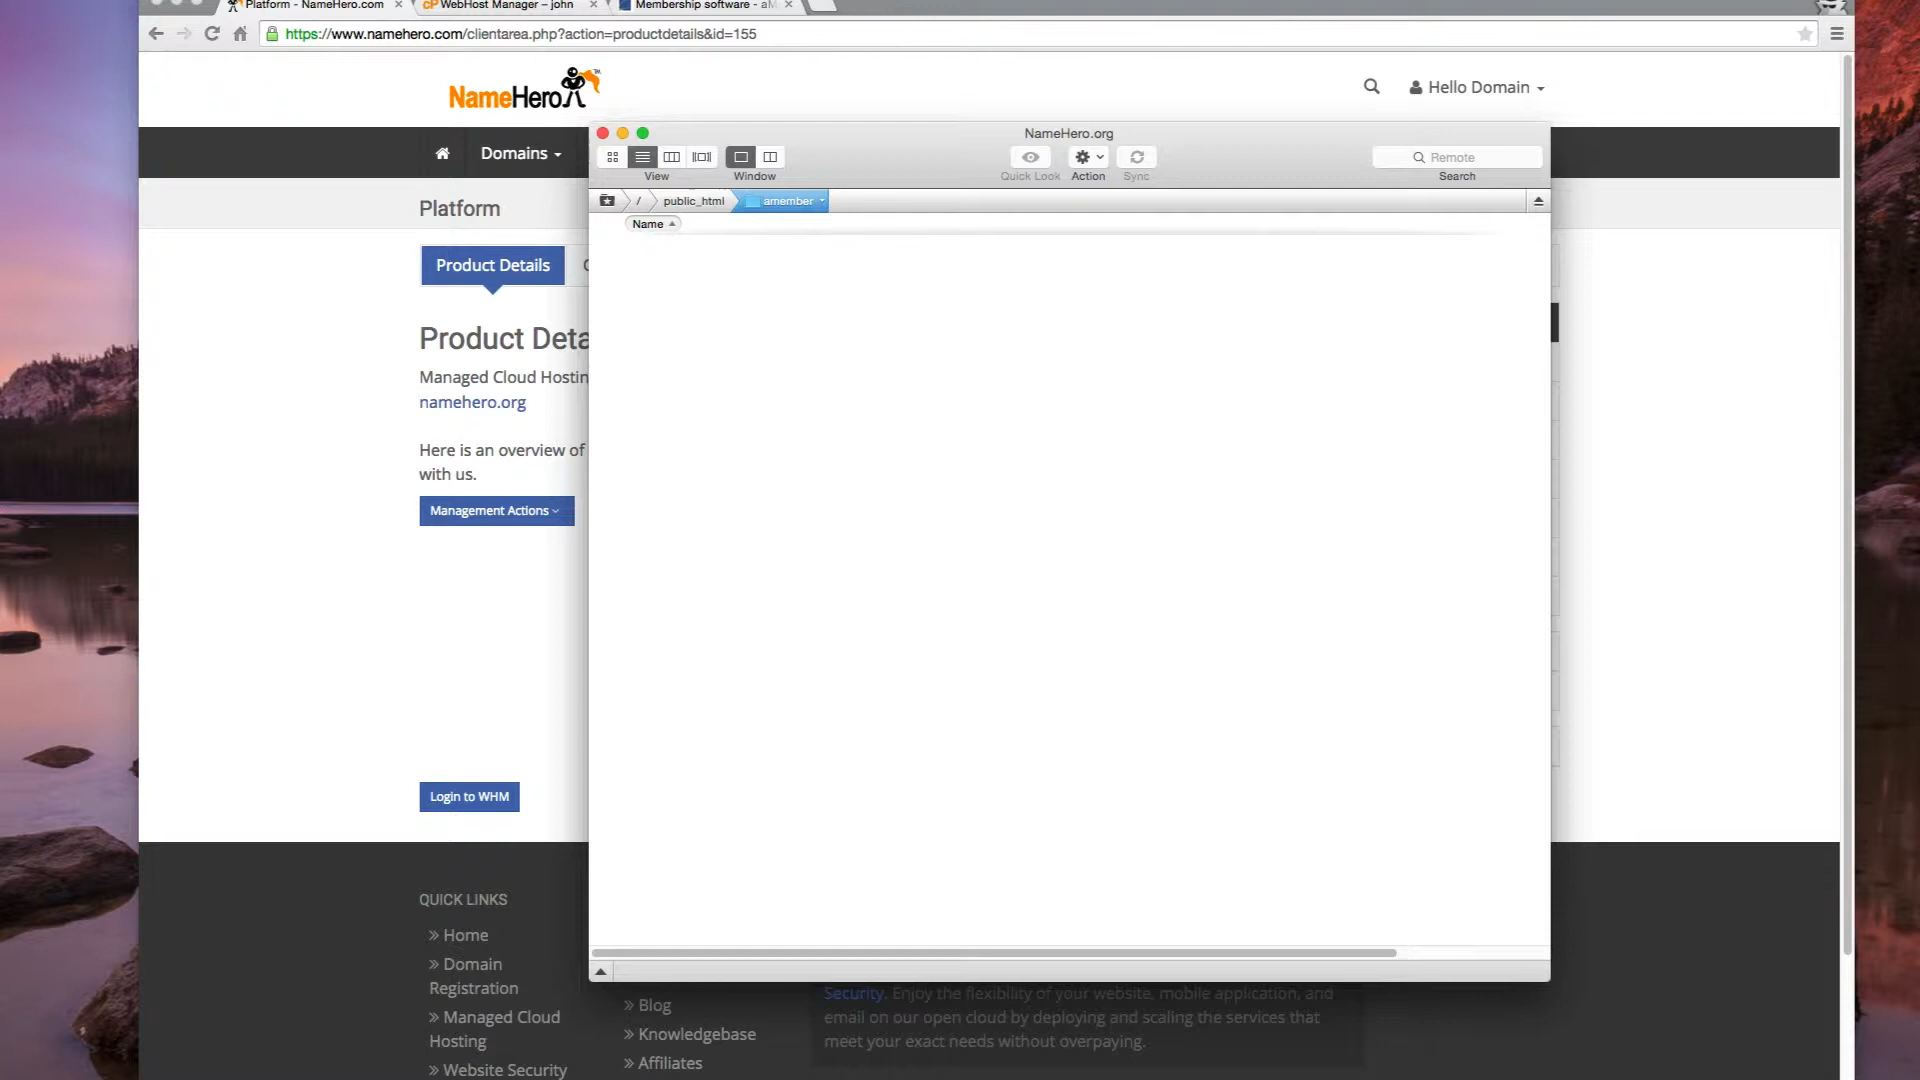 Platform - NameHero.com
cP WebHost Manager – john
Membership software - aM
https://www.namehero.com/clientarea.php?action=productdetails&id=155
NameHero™
Hello Domain
Domains
Platform
Product Details
Product Deta
Managed Cloud Hostin
namehero.org
Here is an overview of
with us.
Management Actions
Login to WHM
NameHero.org
View
Window
Quick Look
Action
Sync
Remote
Search
/
public_html
amember
Name
QUICK LINKS
» Home
» Domain
Registration
» Managed Cloud
Hosting
» Website Security
» Blog
» Knowledgebase
» Affiliates
Security. Enjoy the flexibility of your website, mobile application, and
email on our open cloud by deploying and scaling the services that
meet your exact needs without overpaying.